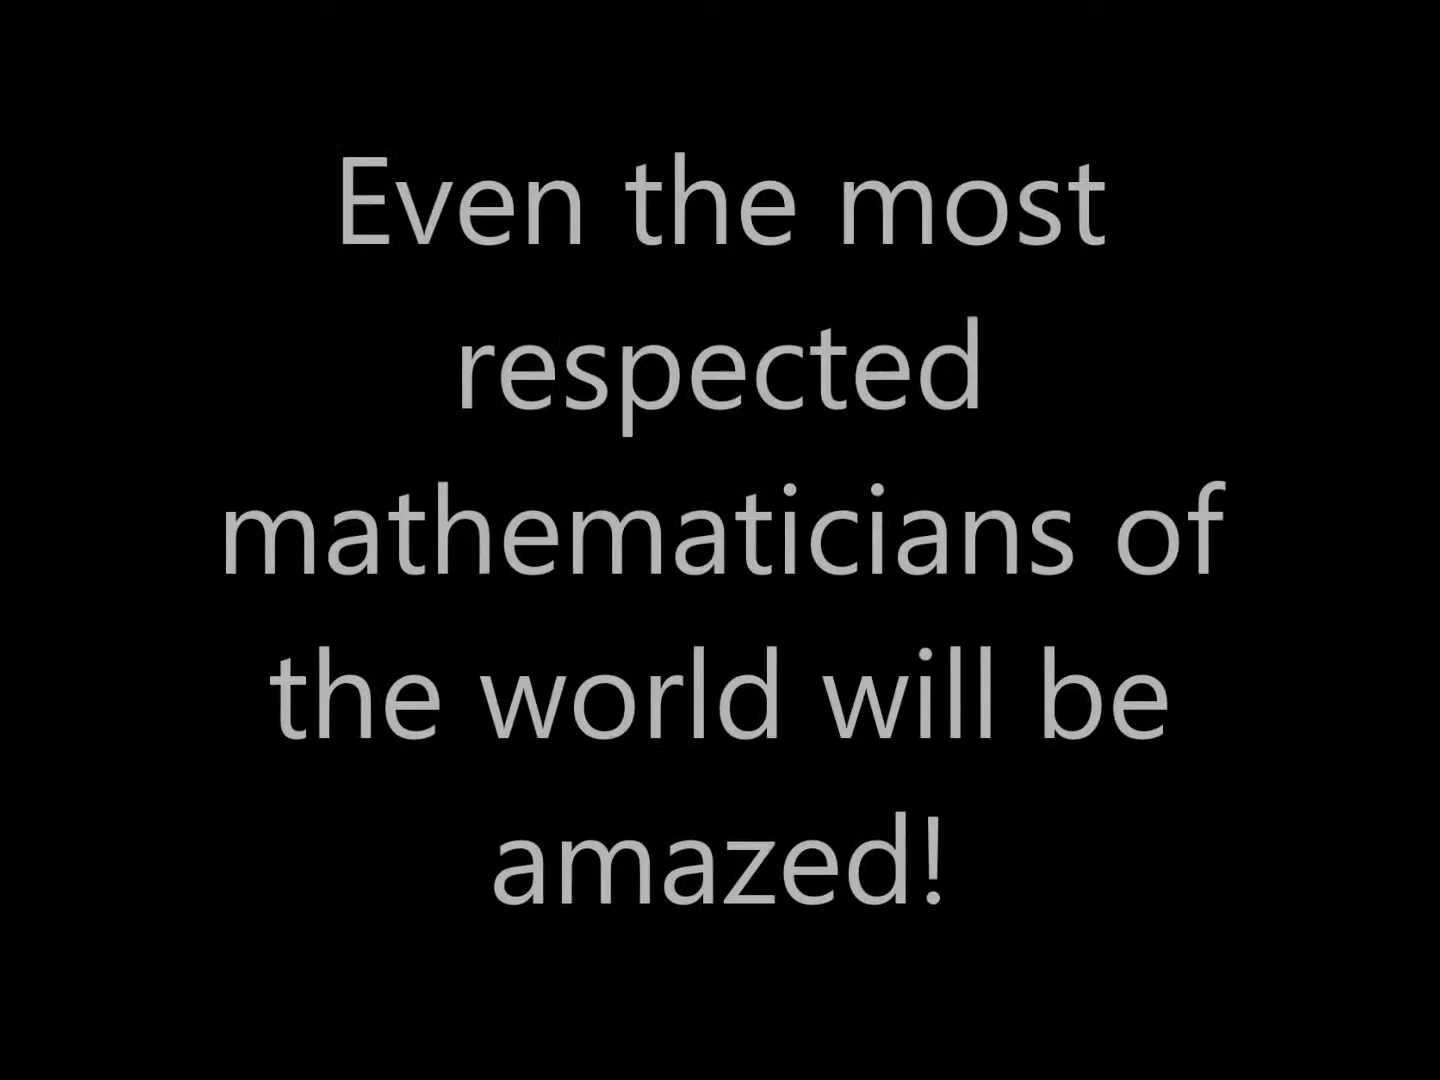 Even the most
respected
mathematicians of
the world will be
amazed!